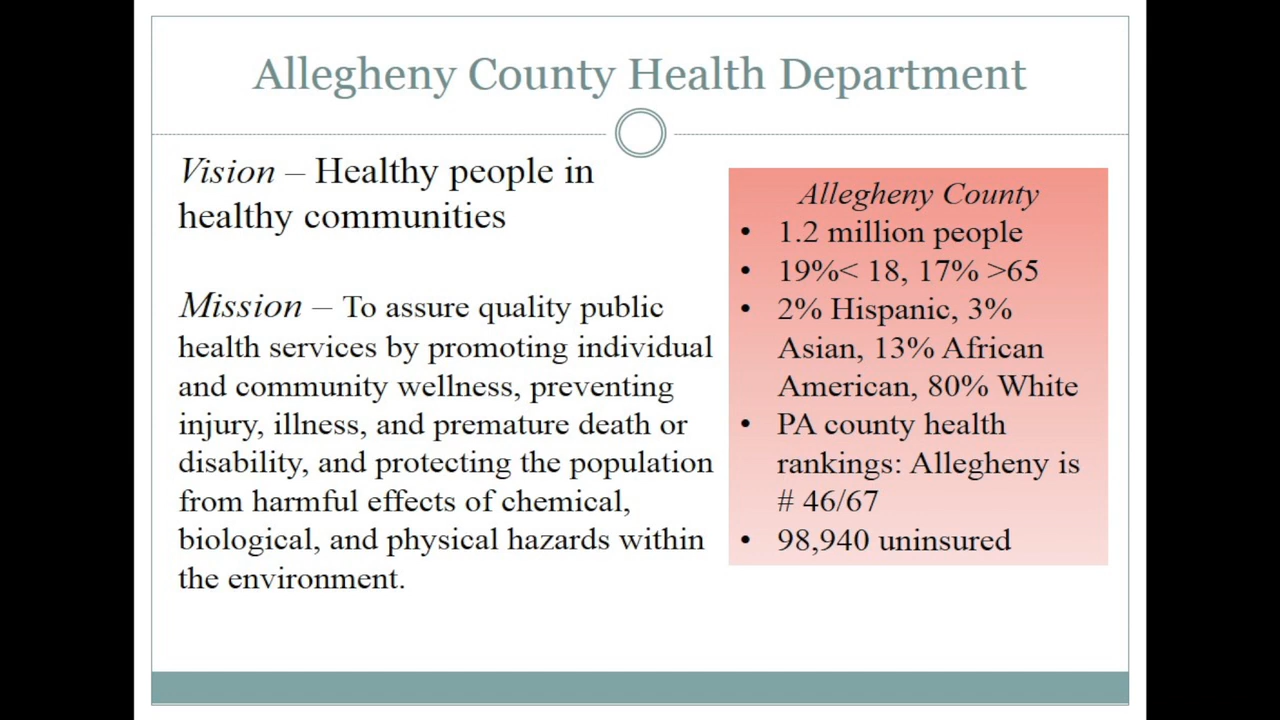 Allegheny County Health Department
Vision – Healthy people in
healthy communities
Mission – To assure quality public
health services by promoting individual
and community wellness, preventing
injury, illness, and premature death or
disability, and protecting the population
from harmful effects of chemical,
biological, and physical hazards within
the environment.
Allegheny County
• 1.2 million people
• 19%< 18, 17% >65
• 2% Hispanic, 3%
Asian, 13% African
American, 80% White
• PA county health
rankings: Allegheny is
# 46/67
• 98,940 uninsured